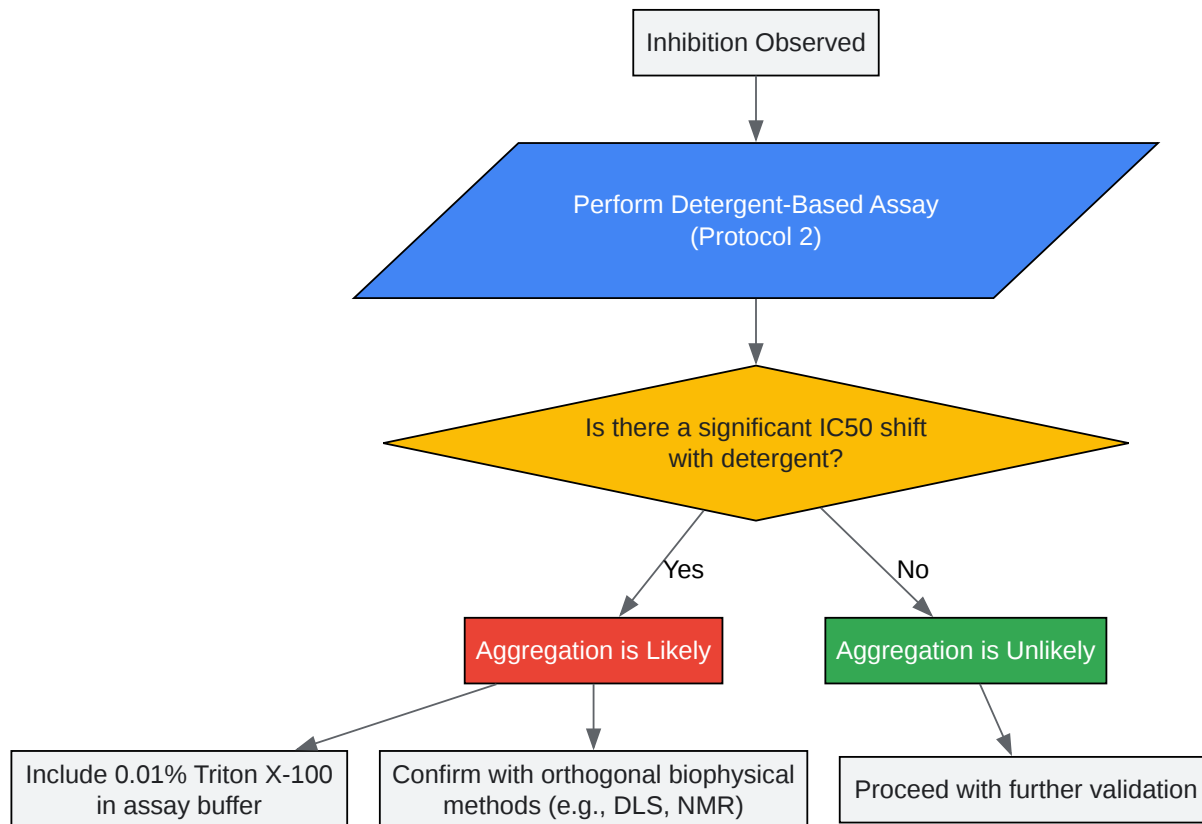 Inhibition Observed
Perform Detergent-Based Assay
(Protocol 2)
Is there a significant IC50 shift
with detergent?
Yes
No
Aggregation is Likely
Aggregation is Unlikely
Include 0.01% Triton X-100
in assay buffer
Confirm with orthogonal biophysical
methods (e.g., DLS, NMR)
Proceed with further validation